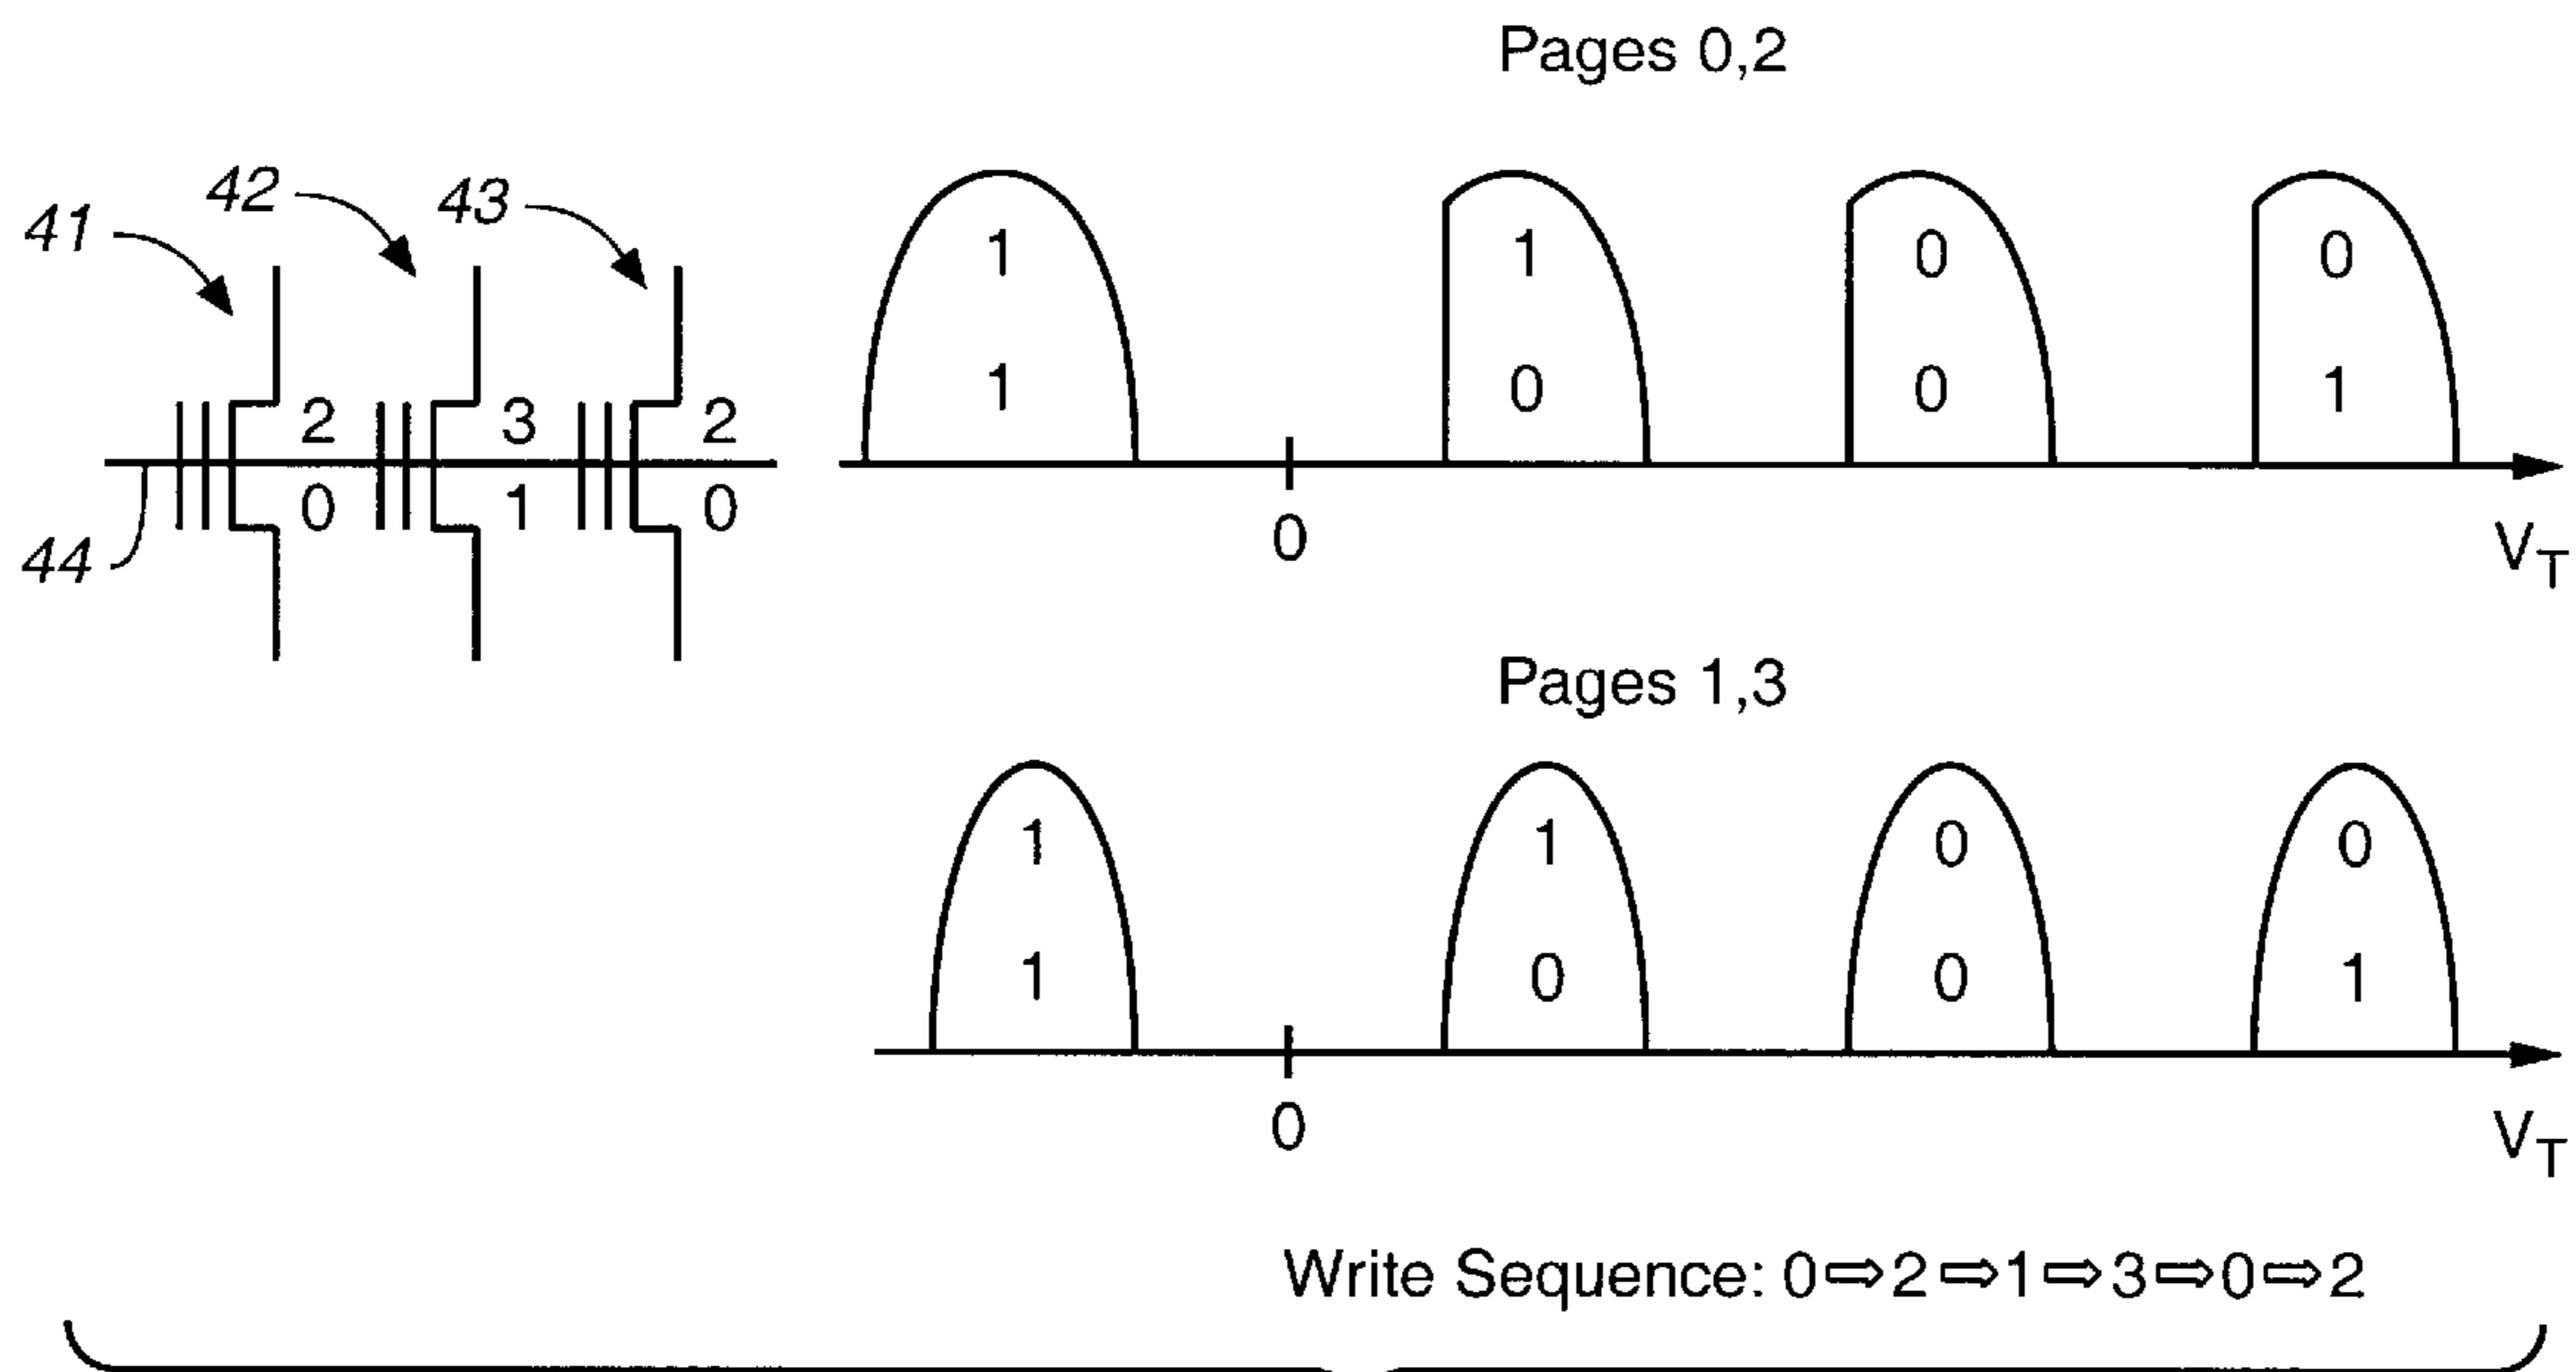 Pages 0,2
41 42 43
2 3 2
0 1 0
44
1 1 0 0
1 0 0 1
0
V_T
Pages 1,3
1 1 0 0
1 0 0 1
0
V_T
Write Sequence: 0⇨2⇨1⇨3⇨0⇨2